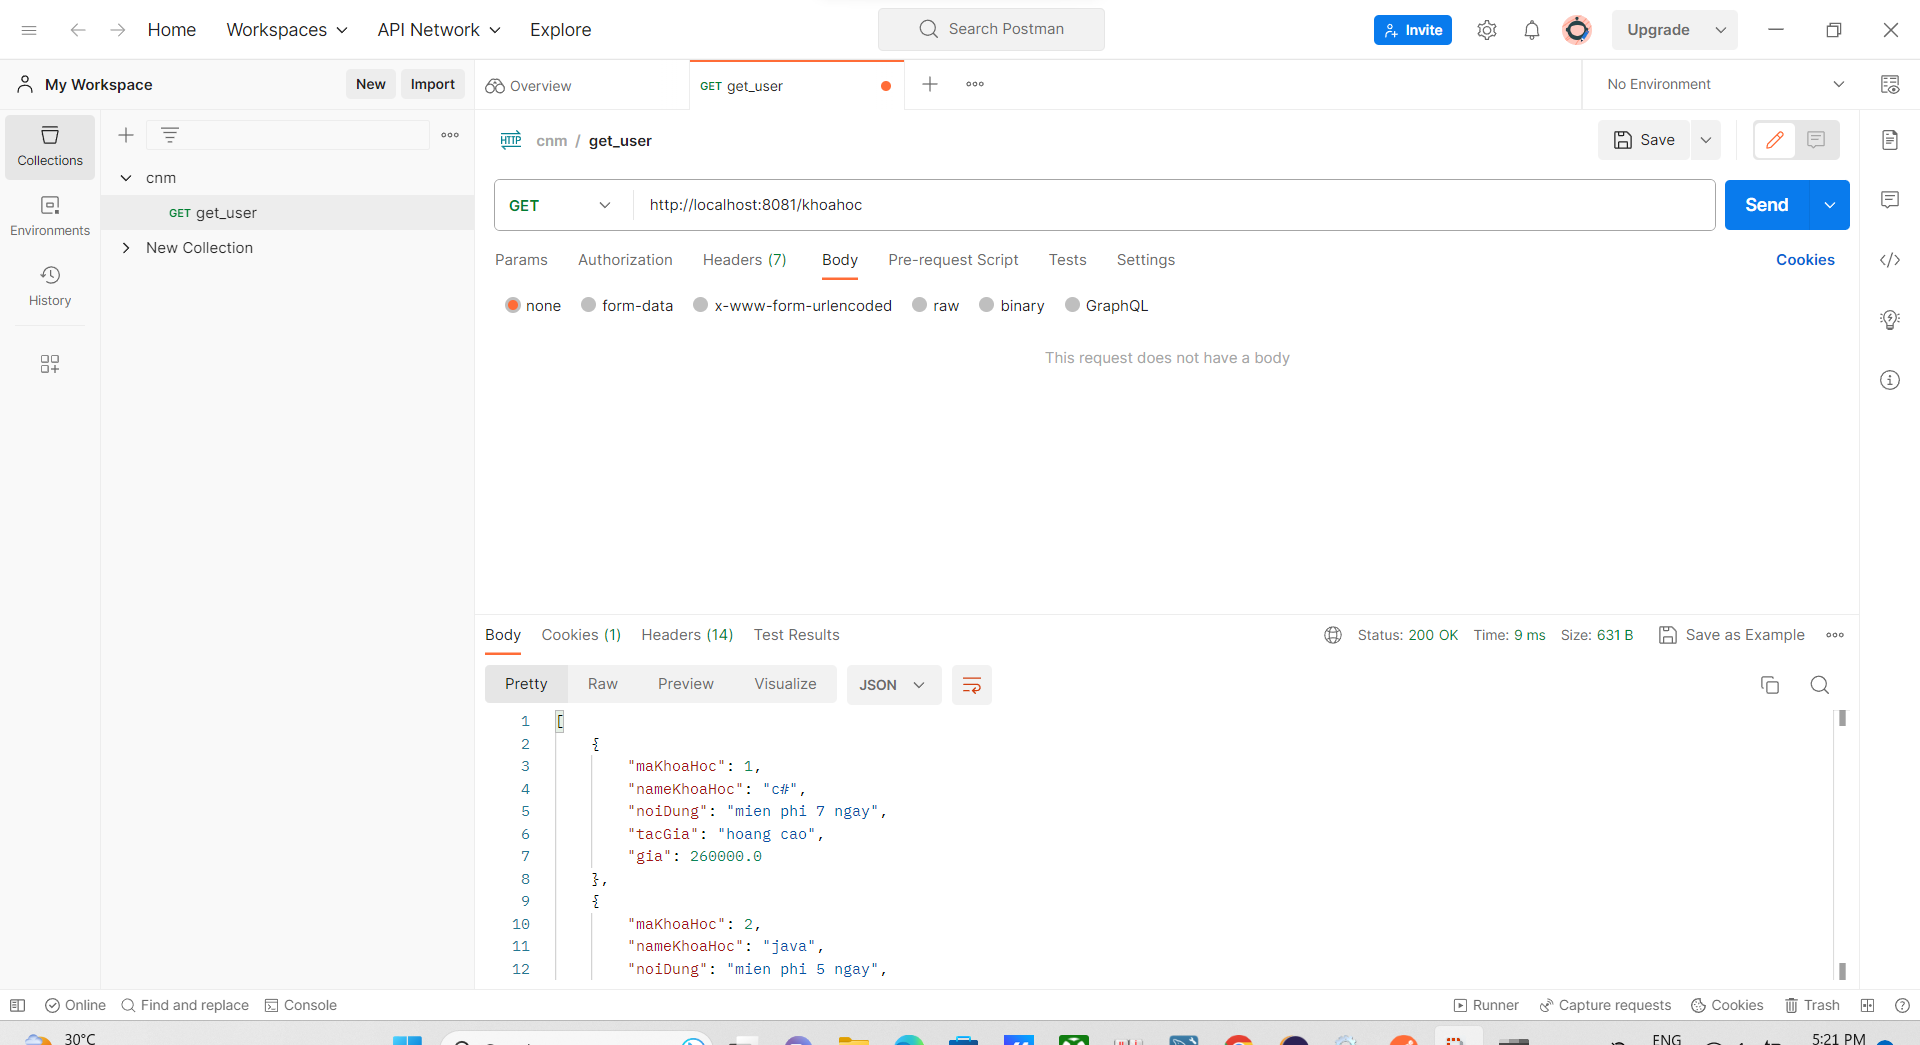 Home Workspaces API Network Explore Search Postman Invite Upgrade
My Workspace New Import Overview GET get_user No Environment
Collections
cnm / get_user Save
cnm
GET get_user
New Collection
Environments
History
GET http://localhost:8081/khoahoc Send
Params Authorization Headers (7) Body Pre-request Script Tests Settings Cookies
none form-data x-www-form-urlencoded raw binary GraphQL
This request does not have a body
Body Cookies (1) Headers (14) Test Results Status: 200 OK Time: 9 ms Size: 631 B Save as Example
Pretty Raw Preview Visualize JSON
1 [
2 {
3 "maKhoaHoc": 1,
4 "nameKhoaHoc": "c#",
5 "noiDung": "mien phi 7 ngay",
6 "tacGia": "hoang cao",
7 "gia": 260000.0
8 },
9 {
10 "maKhoaHoc": 2,
11 "nameKhoaHoc": "java",
12 "noiDung": "mien phi 5 ngay",
Online Find and replace Console Runner Capture requests Cookies Trash
30°C ENG 5:21 PM